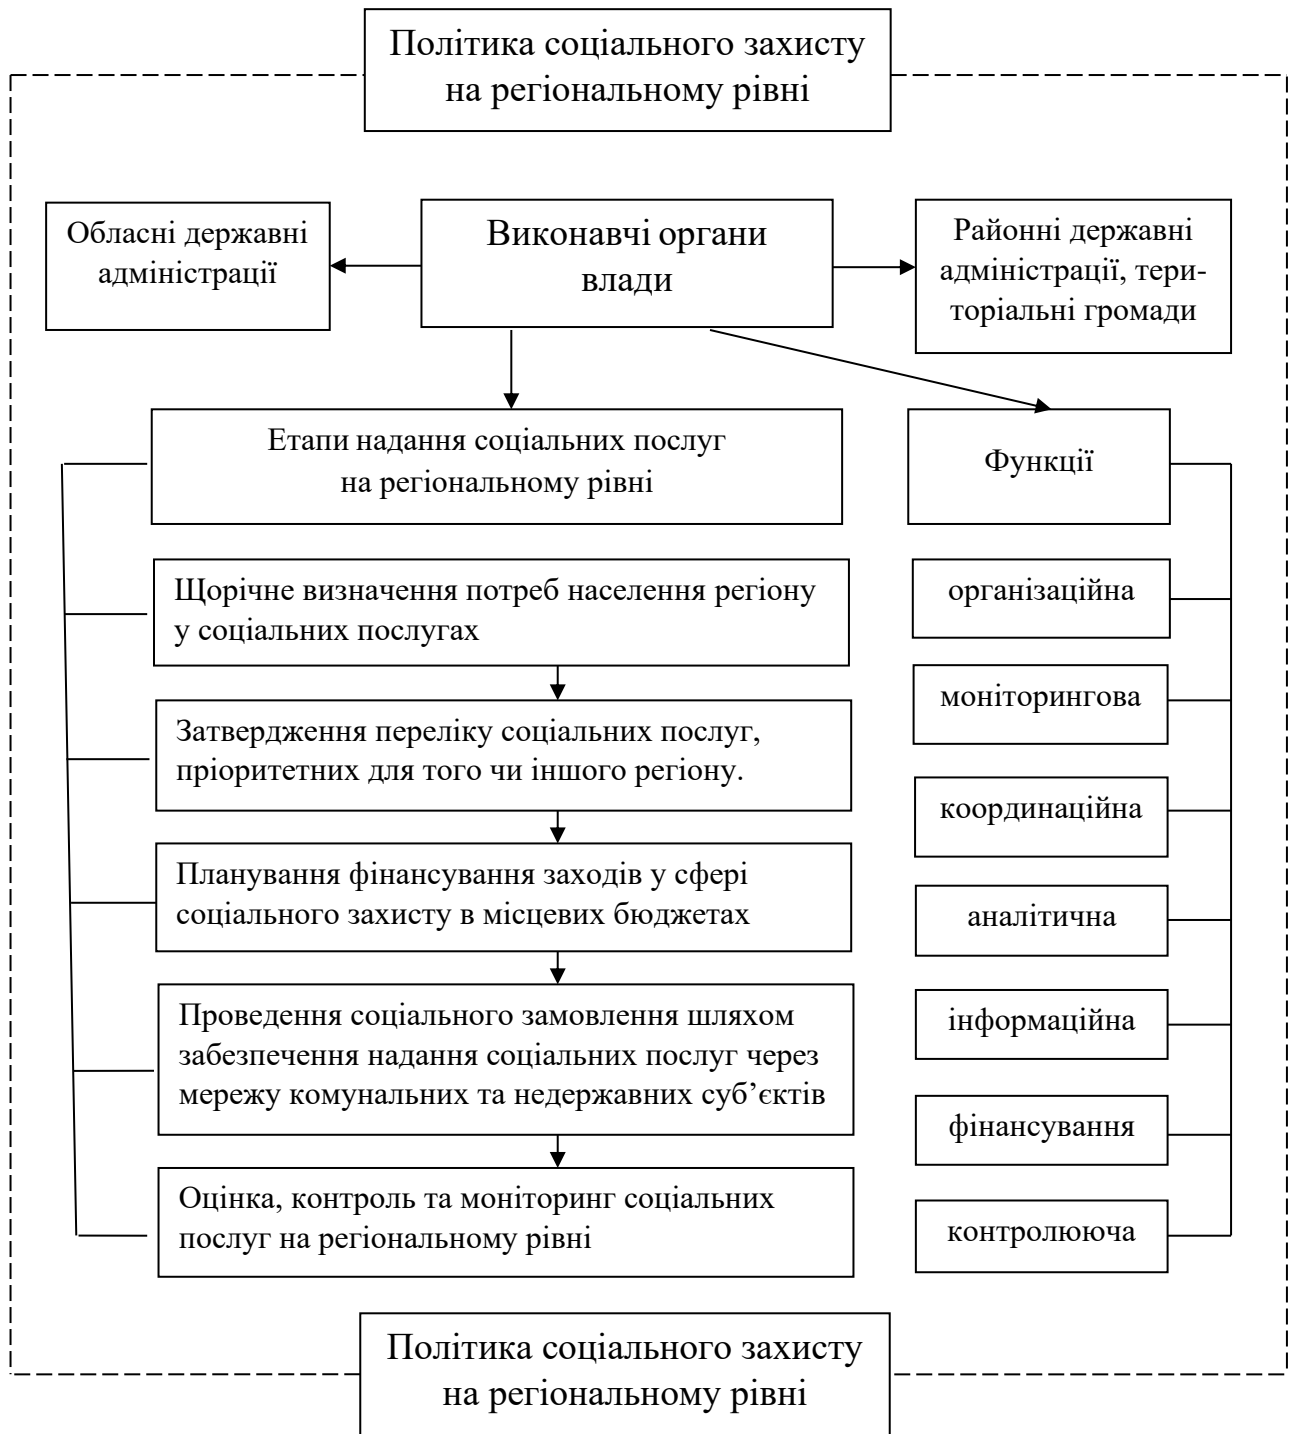 Політика соціального захисту
на регіональному рівні
Обласні державні
адміністрації
Виконавчі органи
влади
Районні державні
адміністрації, тери-
торіальні громади
Етапи надання соціальних послуг
на регіональному рівні
Функції
Щорічне визначення потреб населення регіону
у соціальних послугах
Затвердження переліку соціальних послуг,
пріоритетних для того чи іншого регіону.
Планування фінансування заходів у сфері
соціального захисту в місцевих бюджетах
Проведення соціального замовлення шляхом
забезпечення надання соціальних послуг через
мережу комунальних та недержавних суб’єктів
Оцінка, контроль та моніторинг соціальних
послуг на регіональному рівні
організаційна
моніторингова
координаційна
аналітична
інформаційна
фінансування
контролююча
Політика соціального захисту
на регіональному рівні